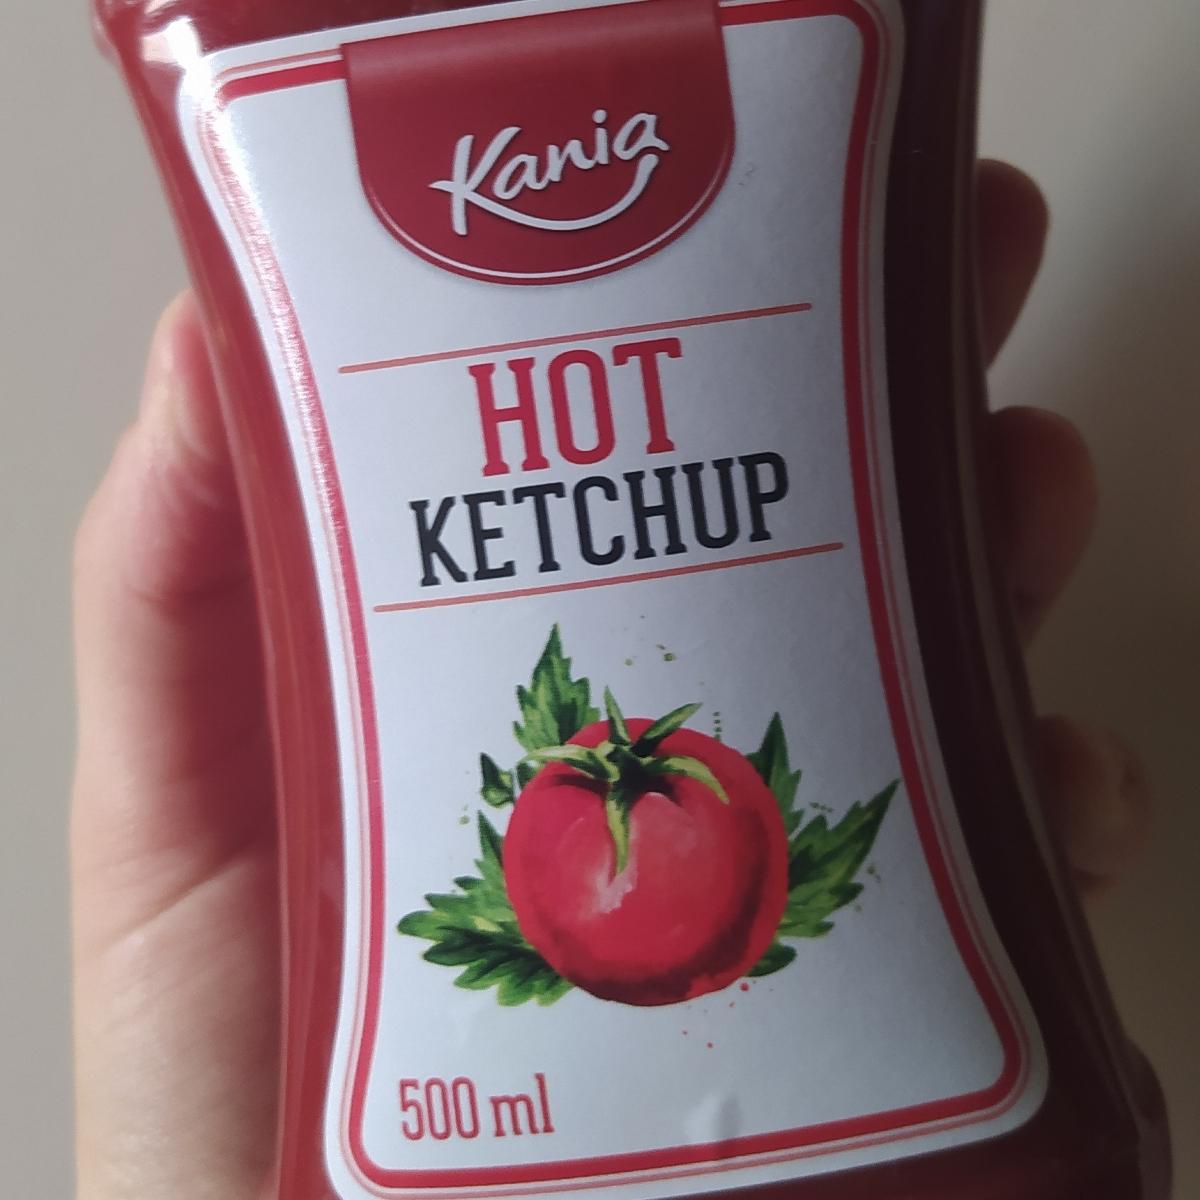 Kania
HOT
KETCHUP
500 ml